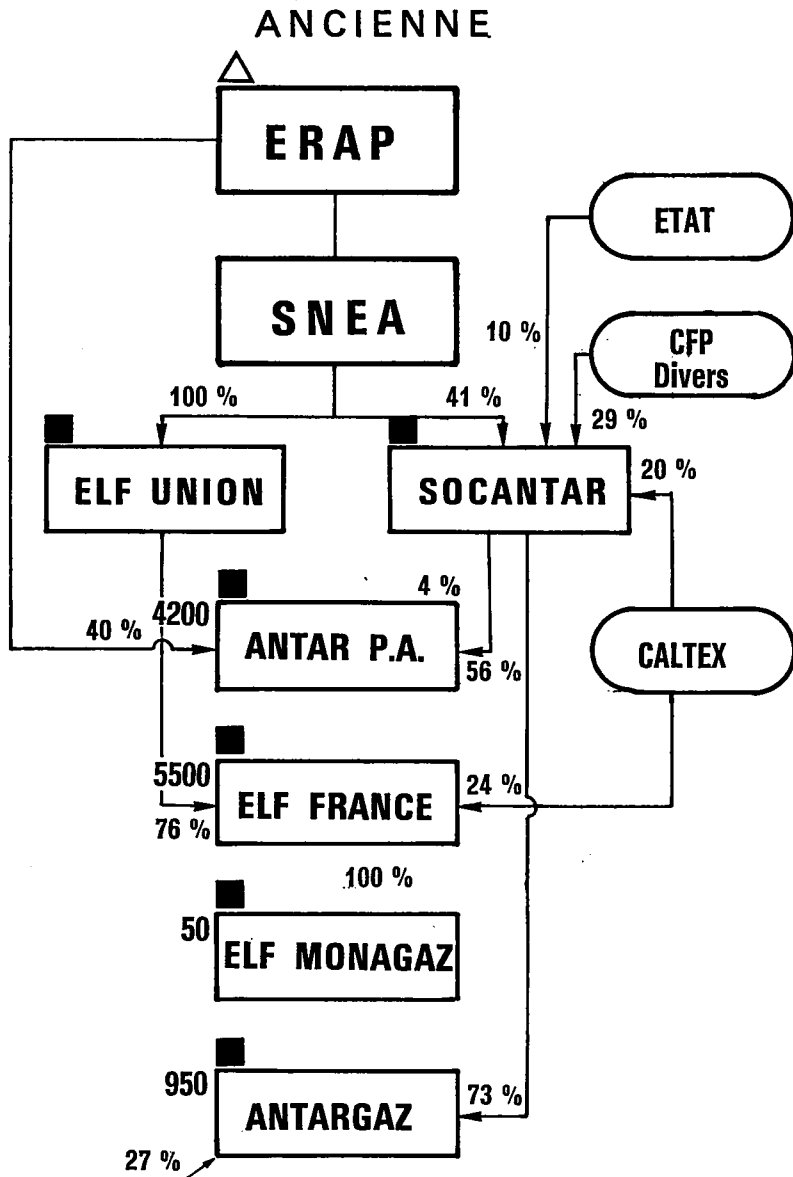 ANCIENNE
ERAP
ETAT
SNEA
10 %
CFP
Divers
100 %
41 %
29 %
ELF UNION
SOCANTAR
20 %
4 %
4200
40 %
ANTAR P.A.
56 %
CALTEX
5500
ELF FRANCE
24 %
76 %
100 %
50
ELF MONAGAZ
950
ANTARGAZ
73 %
27 %